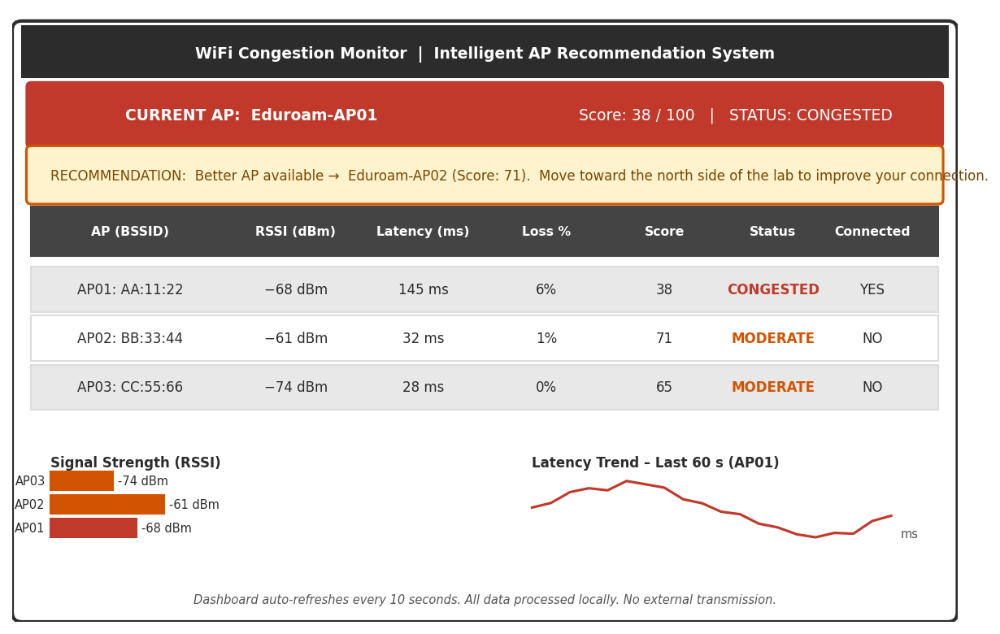 WiFi Congestion Monitor | Intelligent AP Recommendation System
CURRENT AP: Eduroam-AP01 Score: 38 / 100 | STATUS: CONGESTED
RECOMMENDATION: Better AP available → Eduroam-AP02 (Score: 71). Move toward the north side of the lab to improve your connection.
AP (BSSID) RSSI (dBm) Latency (ms) Loss % Score Status Connected
AP01: AA:11:22 −68 dBm 145 ms 6% 38 CONGESTED YES
AP02: BB:33:44 −61 dBm 32 ms 1% 71 MODERATE NO
AP03: CC:55:66 −74 dBm 28 ms 0% 65 MODERATE NO
Signal Strength (RSSI)
AP03 -74 dBm
AP02 -61 dBm
AP01 -68 dBm
Latency Trend – Last 60 s (AP01)
ms
Dashboard auto-refreshes every 10 seconds. All data processed locally. No external transmission.